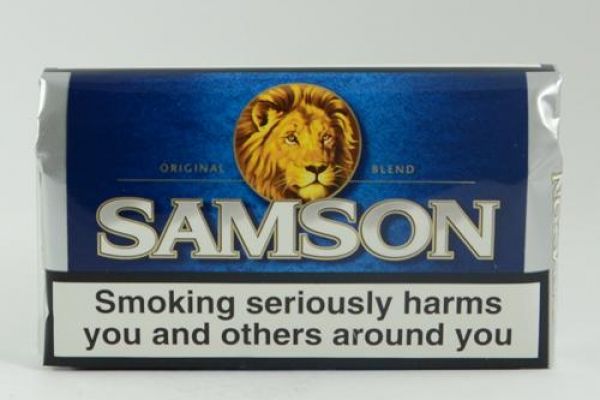 ORIGINAL BLEND
SAMSON
Smoking seriously harms
you and others around you